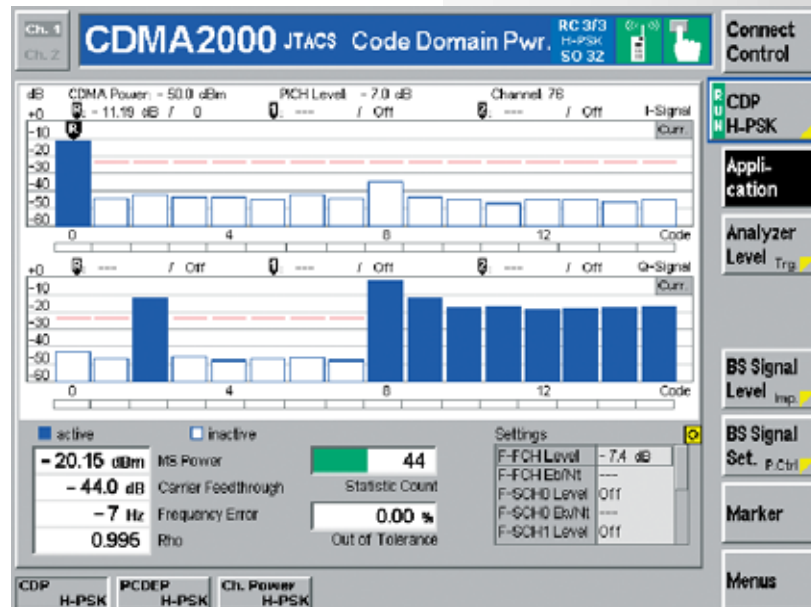 Ch. 1
Ch. 2
CDMA2000 JTACS Code Domain Pwr.
RC 3/3
H-PSK
SO 32
Connect
Control
dB CDMA Power: - 50.0 dBm PICH Level: - 7.0 dB Channel: 76
+0 R: - 11.19 dB / 0 1: --- / Off 2: --- / Off I-Signal
R
Curr.
-10
-20
-30
-40
-50
-60
0 4 8 12 Code
+0 R: --- / Off 1: --- / Off 2: --- / Off Q-Signal
Curr.
-10
-20
-30
-40
-50
-60
0 4 8 12 Code
active inactive
- 20.15 dBm MS Power
- 44.0 dB Carrier Feedthrough
- 7 Hz Frequency Error
0.995 Rho
44
Statistic Count
0.00 %
Out of Tolerance
Settings
F-FCH Level - 7.4 dB
F-FCH Eb/Nt ---
F-SCH0 Level Off
F-SCH0 Eb/Nt ---
F-SCH1 Level Off
RUN
CDP
H-PSK
Appli-
cation
Analyzer
Level Trg.
BS Signal
Level Imp.
BS Signal
Set. P.Ctrl
Marker
Menus
CDP
H-PSK
PCDEP
H-PSK
Ch. Power
H-PSK